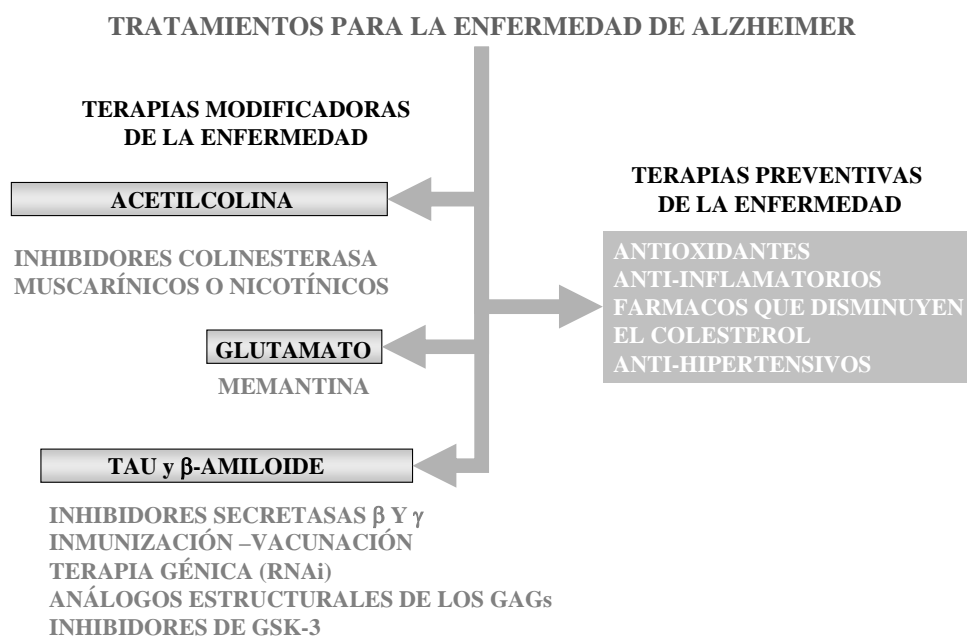 TRATAMIENTOS PARA LA ENFERMEDAD DE ALZHEIMER
TERAPIAS MODIFICADORAS
DE LA ENFERMEDAD
ACETILCOLINA
INHIBIDORES COLINESTERASA
MUSCARÍNICOS O NICOTÍNICOS
GLUTAMATO
MEMANTINA
TAU y β-AMILOIDE
INHIBIDORES SECRETASAS β Y γ
INMUNIZACIÓN –VACUNACIÓN
TERAPIA GÉNICA (RNAi)
ANÁLOGOS ESTRUCTURALES DE LOS GAGs
INHIBIDORES DE GSK-3
TERAPIAS PREVENTIVAS
DE LA ENFERMEDAD
ANTIOXIDANTES
ANTI-INFLAMATORIOS
FARMACOS QUE DISMINUYEN
EL COLESTEROL
ANTI-HIPERTENSIVOS